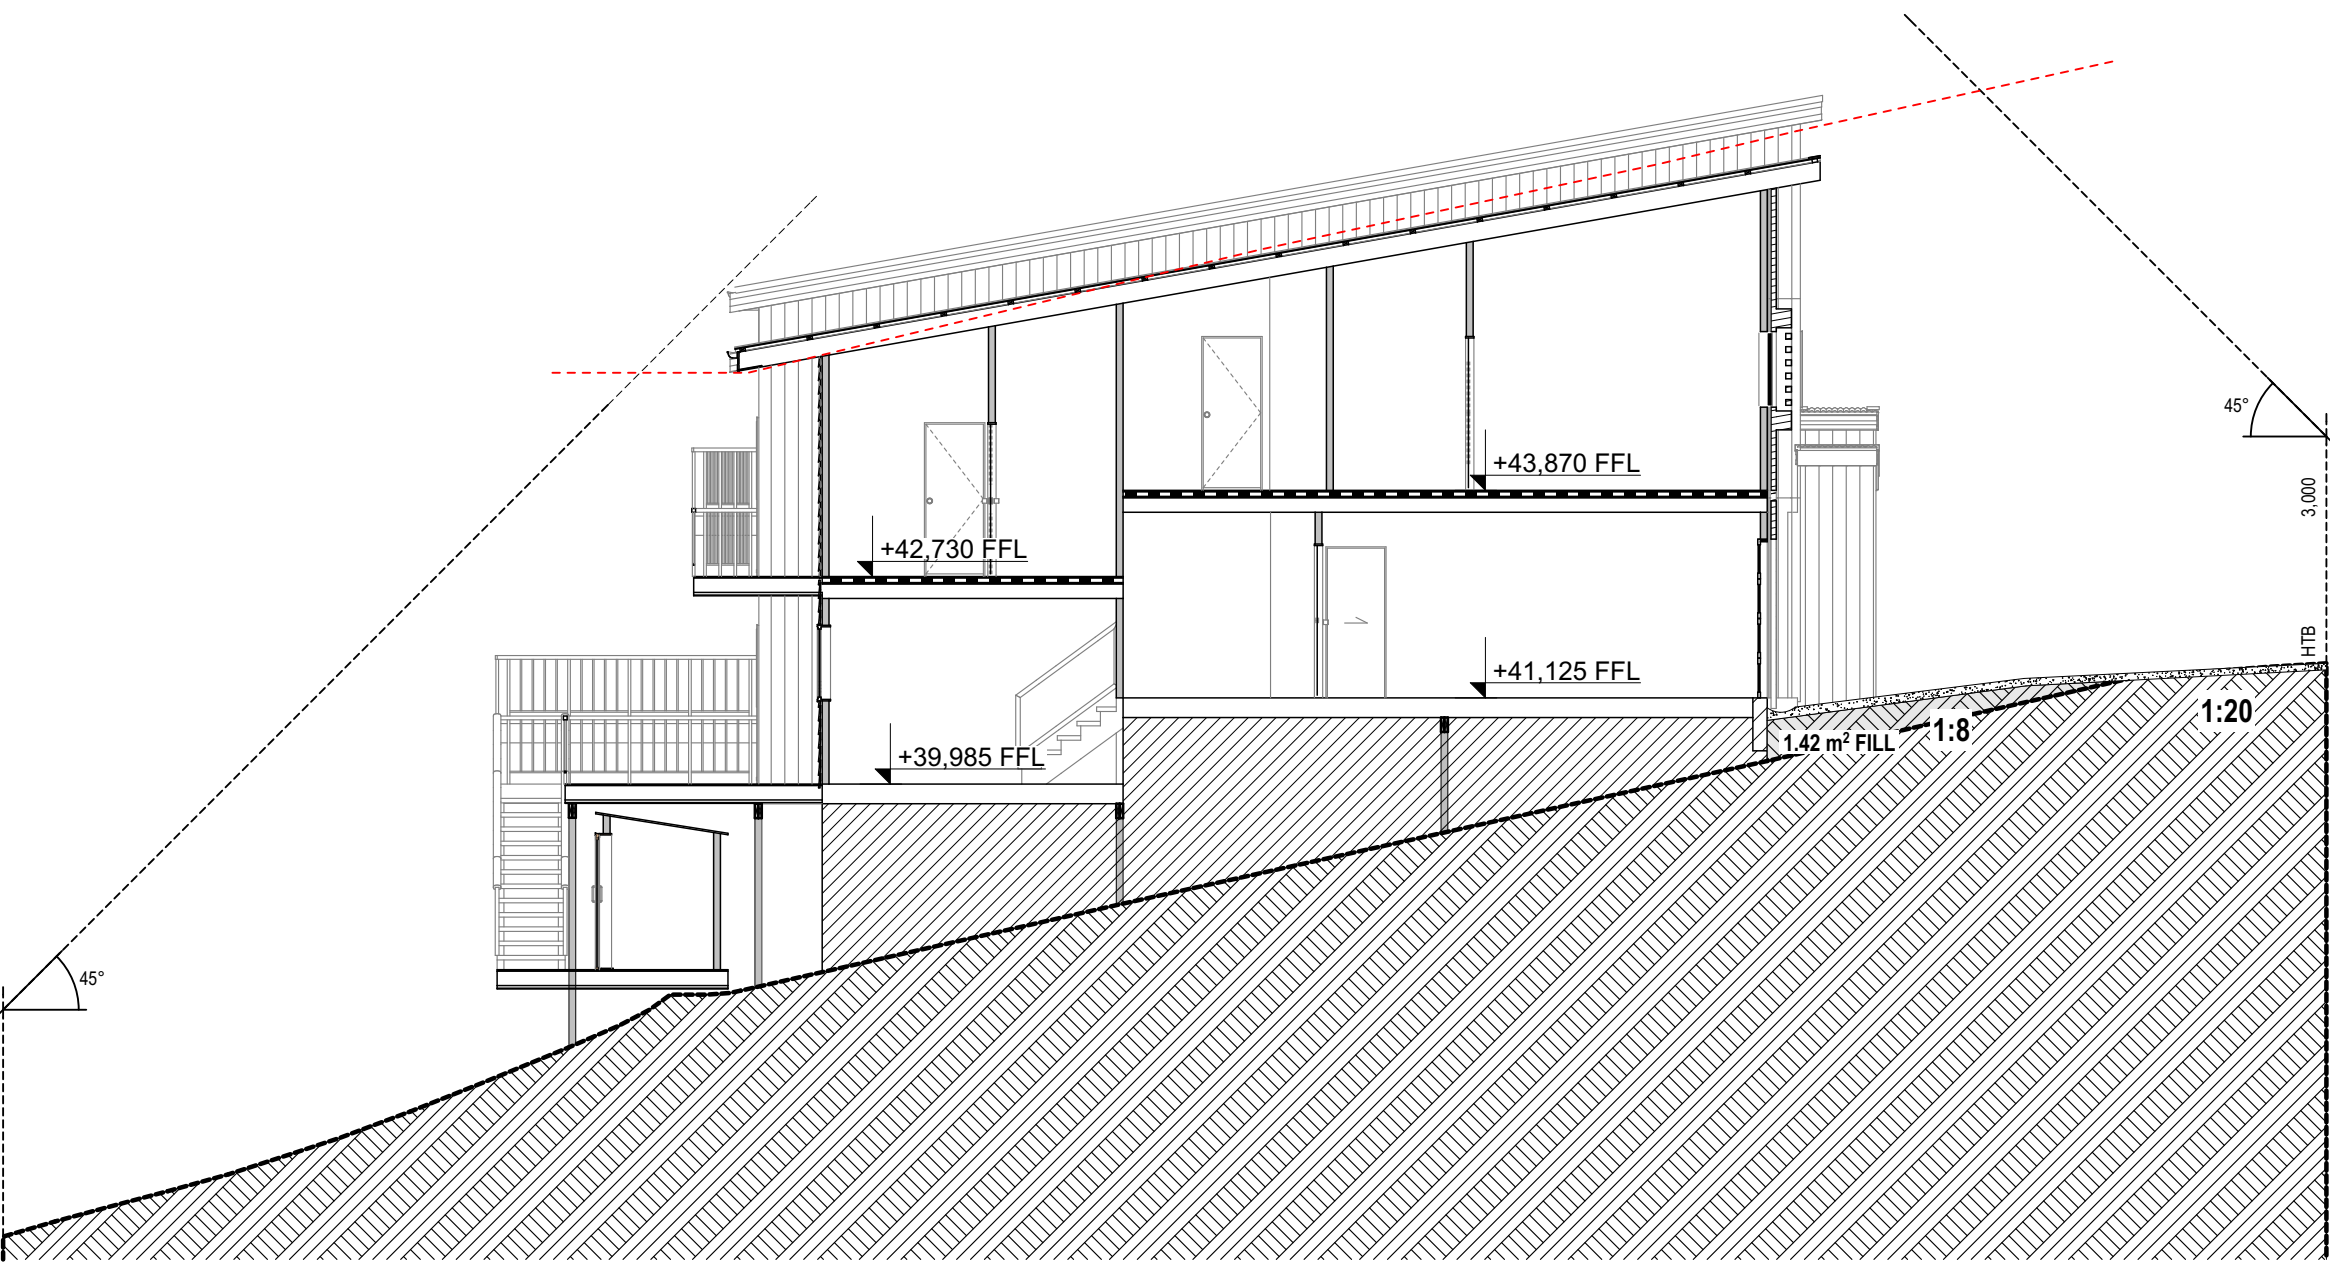 45°
+43,870 FFL
3,000
+42,730 FFL
HTB
+41,125 FFL
1:20
1:8
1.42 m² FILL
+39,985 FFL
45°